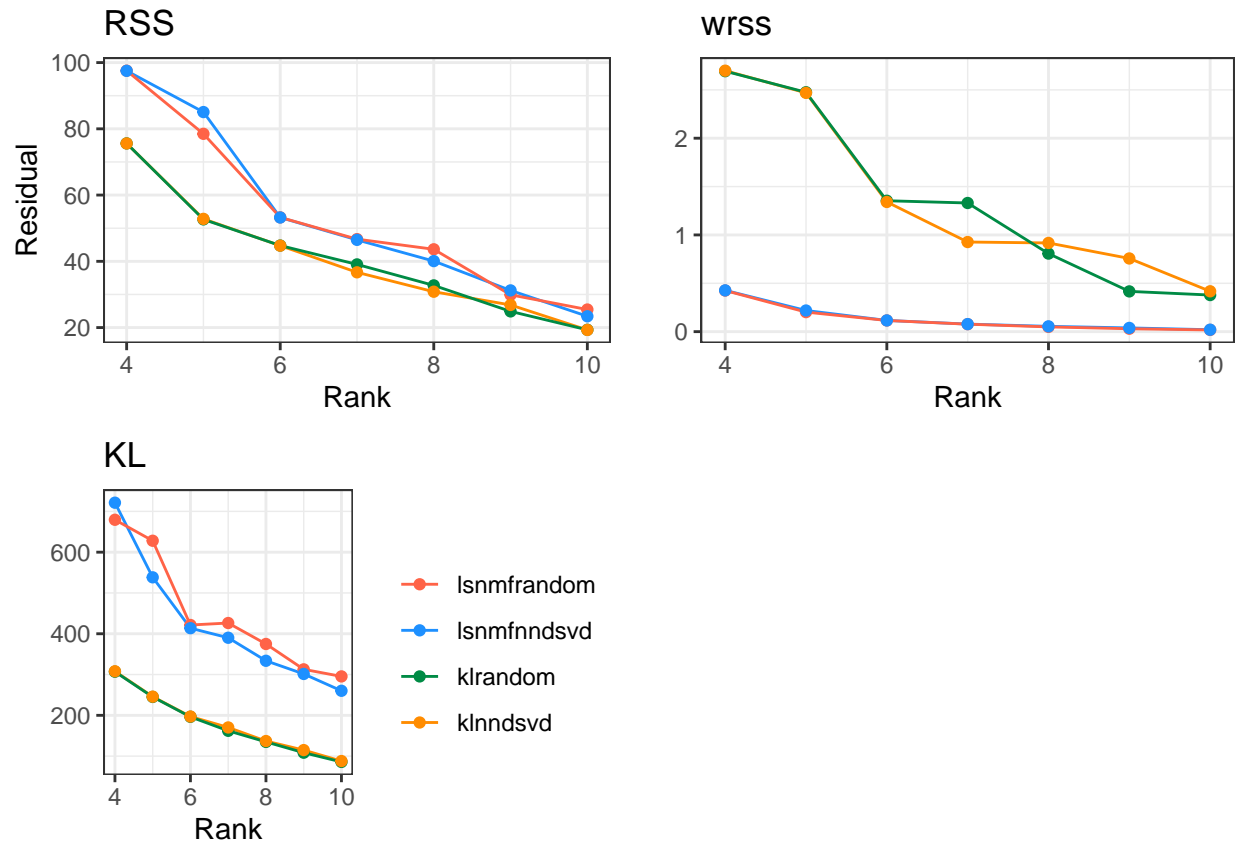 RSS
100
80
60
40
20
Residual
4 6 8 10
Rank
wrss
2
1
0
4 6 8 10
Rank
KL
600
400
200
4 6 8 10
Rank
lsnmfrandom
lsnmfnndsvd
klrandom
klnndsvd